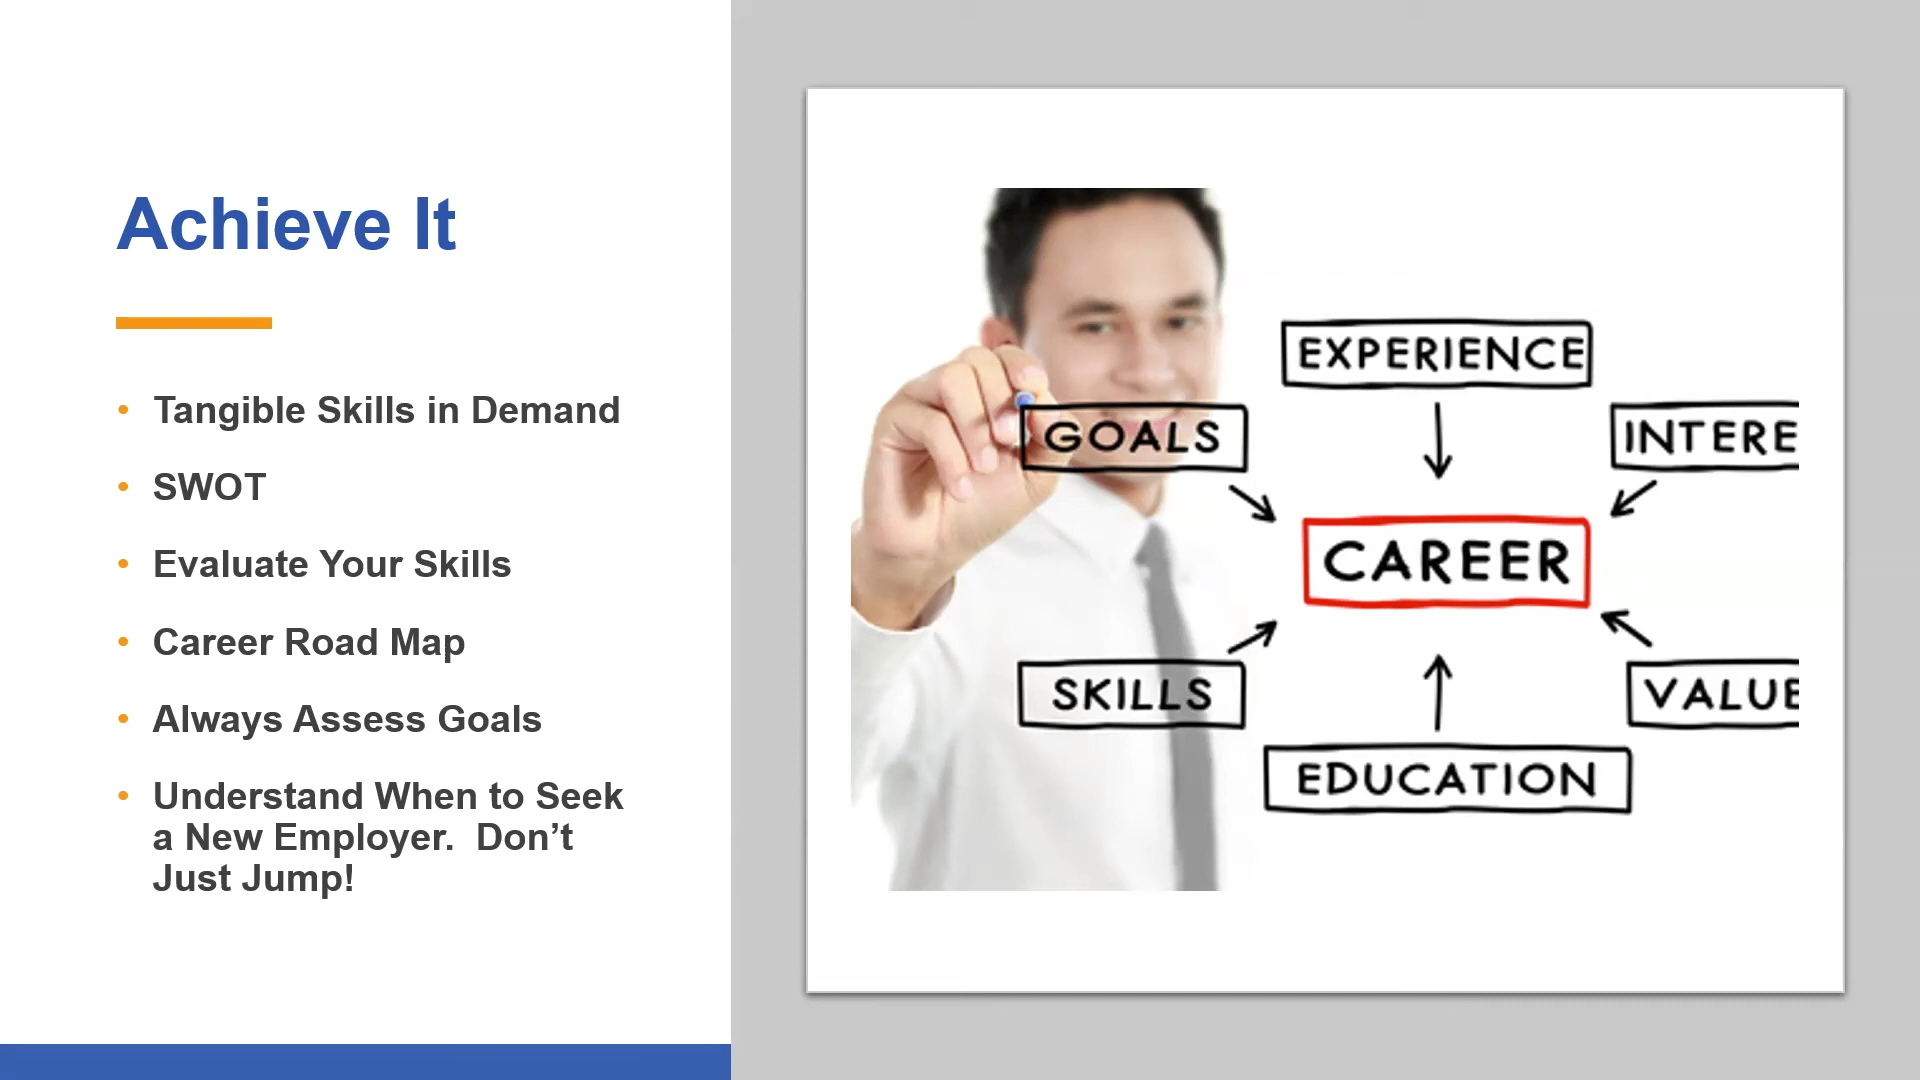 Achieve It
• Tangible Skills in Demand
• SWOT
• Evaluate Your Skills
• Career Road Map
• Always Assess Goals
• Understand When to Seek
a New Employer.  Don’t
Just Jump!
EXPERIENCE
GOALS
INTERE
CAREER
SKILLS
VALUE
EDUCATION